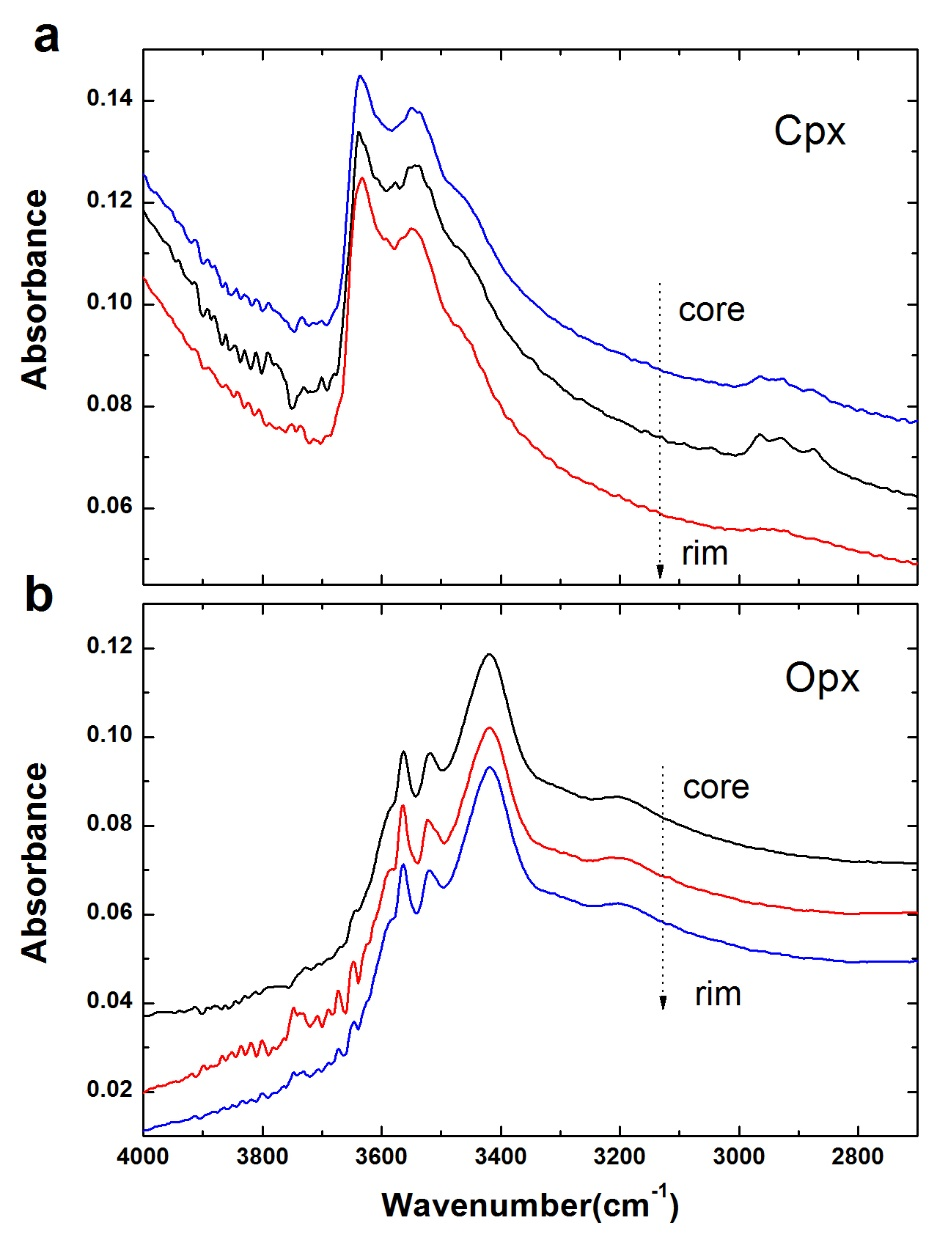 a
Cpx
0.14
0.12
0.10
0.08
0.06
Absorbance
core
rim
b
Opx
0.12
0.10
0.08
0.06
0.04
0.02
Absorbance
core
rim
4000 3800 3600 3400 3200 3000 2800
Wavenumber(cm⁻¹)